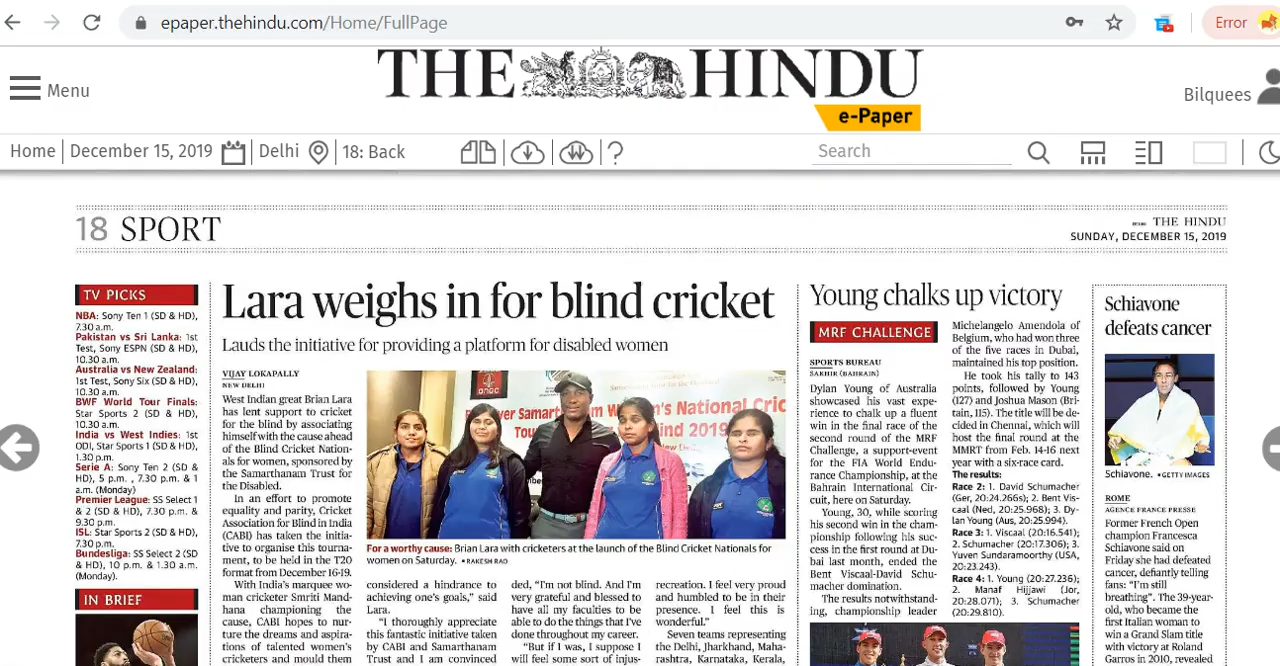 epaper.thehindu.com/Home/FullPage
Error
Menu
THE HINDU
e-Paper
Bilquees
Home
December 15, 2019
Delhi
18: Back
?
Search
18 SPORT
THE HINDU
SUNDAY, DECEMBER 15, 2019
TV PICKS
NBA: Sony Ten 1 (SD & HD),
7.30 a.m.
Pakistan vs Sri Lanka: 1st
Test, Sony ESPN (SD & HD),
10.30 a.m.
Australia vs New Zealand:
1st Test, Sony Six (SD & HD),
10.30 a.m.
BWF World Tour Finals:
Star Sports 2 (SD & HD),
10.30 a.m.
India vs West Indies: 1st
ODI, Star Sports 1 (SD & HD),
1.30 p.m.
Serie A: Sony Ten 2 (SD &
HD), 5 p.m. , 7.30 p.m. & 1
a.m. (Monday)
Premier League: SS Select 1
& 2 (SD & HD), 7.30 p.m. &
9.30 p.m.
ISL: Star Sports 2 (SD & HD),
7.30 p.m.
Bundesliga: SS Select 2 (SD
& HD), 10 p.m. & 1.30 a.m.
(Monday).
IN BRIEF
Lara weighs in for blind cricket
Lauds the initiative for providing a platform for disabled women
VIJAY LOKAPALLY
NEW DELHI
West Indian great Brian Lara
has lent support to cricket
for the blind by associating
himself with the cause ahead
of the Blind Cricket Nation-
als for women, sponsored by
the Samarthanam Trust for
the Disabled.
In an effort to promote
equality and parity, Cricket
Association for Blind in India
(CABI) has taken the initia-
tive to organise this tourna-
ment, to be held in the T20
format from December 16-19.
With India's marquee wo-
man cricketer Smriti Mand-
hana championing the
cause, CABI hopes to nur-
ture the dreams and aspira-
tions of talented women's
cricketers and mould them
For a worthy cause: Brian Lara with cricketers at the launch of the Blind Cricket Nationals for
women on Saturday. ▪RAKESH RAO
considered a hindrance to
achieving one's goals," said
Lara.
"I thoroughly appreciate
this fantastic initiative taken
by CABI and Samarthanam
Trust and I am convinced
ded, "I'm not blind. And I'm
very grateful and blessed to
have all my faculties to be
able to do the things that I've
done throughout my career.
"But if I was, I suppose I
will feel some sort of injus-
recreation. I feel very proud
and humbled to be in their
presence. I feel this is
wonderful."
Seven teams representing
the Delhi, Jharkhand, Maha-
rashtra, Karnataka, Kerala,
Young chalks up victory
MRF CHALLENGE
SPORTS BUREAU
SAKHIR (BAHRAIN)
Dylan Young of Australia
showcased his vast expe-
rience to chalk up a fluent
win in the final race of the
second round of the MRF
Challenge, a support-event
for the FIA World Endu-
rance Championship, at the
Bahrain International Cir-
cuit, here on Saturday.
Young, 30, while scoring
his second win in the cham-
pionship following his suc-
cess in the first round at Du-
bai last month, ended the
Bent Viscaal-David Schu-
macher domination.
The results notwithstand-
ing, championship leader
Michelangelo Amendola of
Belgium, who had won three
of the five races in Dubai,
maintained his top position.
He took his tally to 143
points, followed by Young
(127) and Joshua Mason (Bri-
tain, 115). The title will be de-
cided in Chennai, which will
host the final round at the
MMRT from Feb. 14-16 next
year with a six-race card.
The results:
Race 2: 1. David Schumacher
(Ger, 20:24.266s); 2. Bent Vis-
caal (Ned, 20:25.968); 3. Dy-
lan Young (Aus, 20:25.994).
Race 3: 1. Viscaal (20:16.541);
2. Schumacher (20:17.306); 3.
Yuven Sundaramoorthy (USA,
20:23.243).
Race 4: 1. Young (20:27.236);
2. Manaf Hijjawi (Jor,
20:28.071); 3. Schumacher
(20:29.810).
Schiavone
defeats cancer
Schiavone. ▪GETTY IMAGES
ROME
AGENCE FRANCE PRESSE
Former French Open
champion Francesca
Schiavone said on
Friday she had defeated
cancer, defiantly telling
fans: "I'm still
breathing". The 39-year-
old, who became the
first Italian woman to
win a Grand Slam title
with victory at Roland
Garros in 2010, revealed